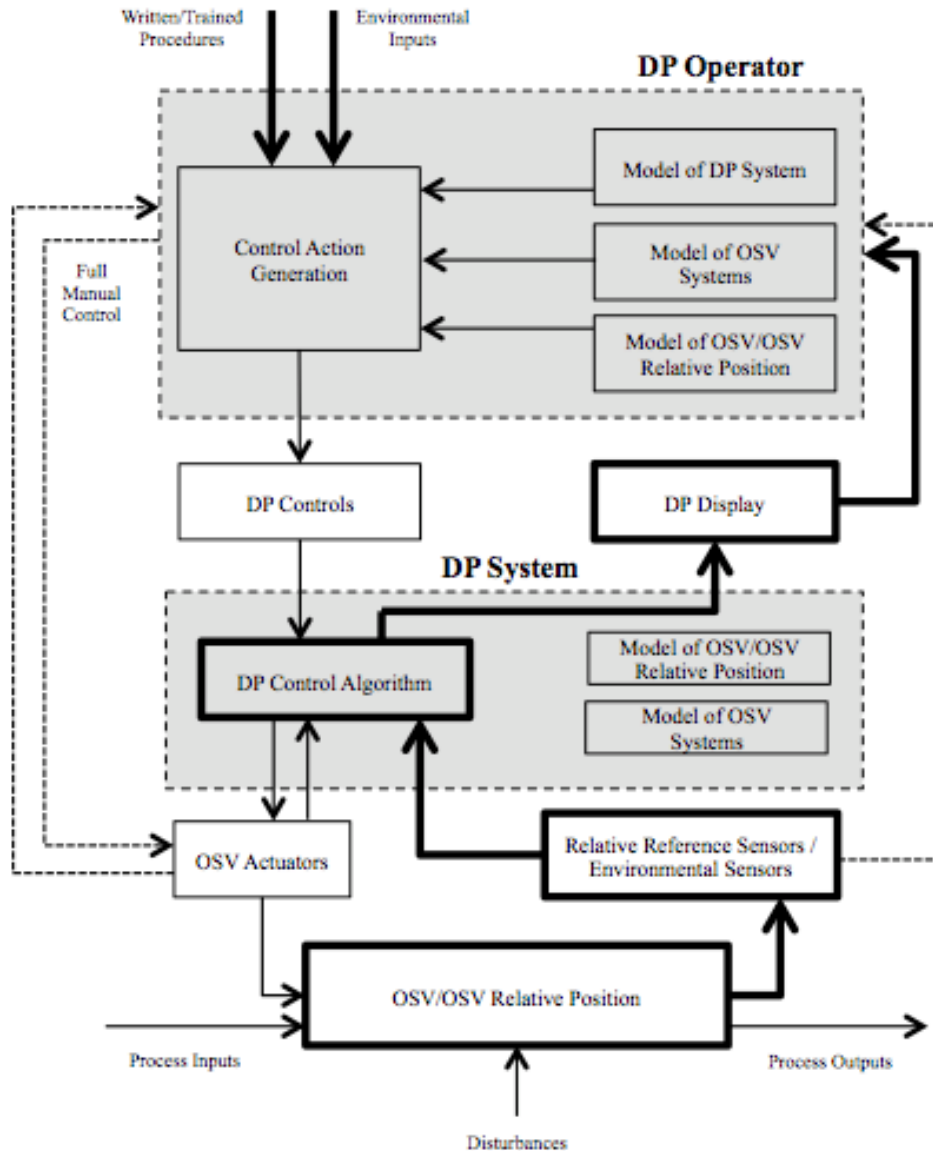 Written/Trained
Procedures
Environmental
Inputs
DP Operator
Model of DP System
Control Action
Generation
Model of OSV
Systems
Full
Manual
Control
Model of OSV/OSV
Relative Position
DP Controls
DP Display
DP System
Model of OSV/OSV
Relative Position
DP Control Algorithm
Model of OSV
Systems
OSV Actuators
Relative Reference Sensors /
Environmental Sensors
OSV/OSV Relative Position
Process Inputs
Process Outputs
Disturbances